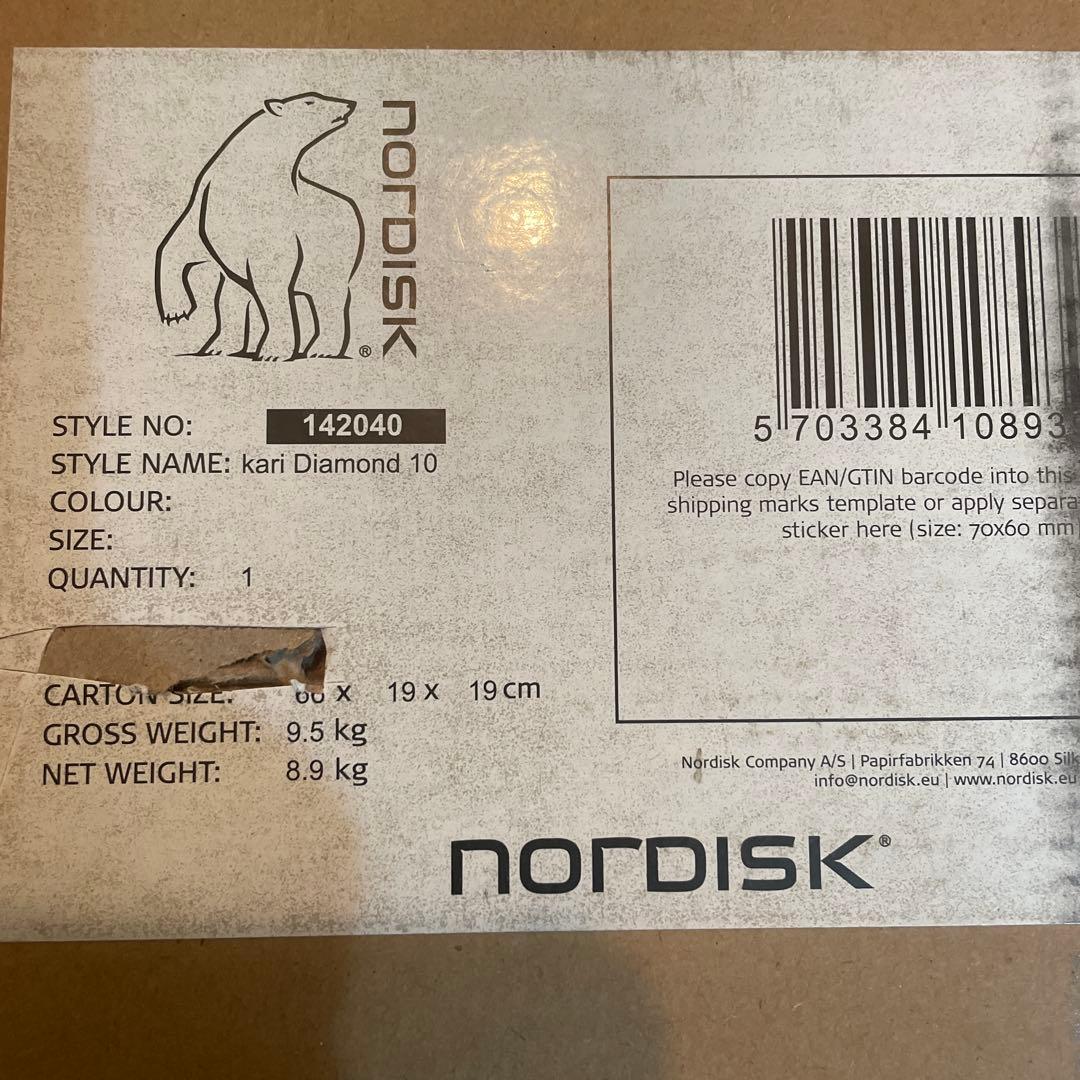 NORDISK
®
STYLE NO: 142040
STYLE NAME: kari Diamond 10
COLOUR:
SIZE:
QUANTITY: 1
CARTON SIZE: x 19 x 19 cm
GROSS WEIGHT: 9.5 kg
NET WEIGHT: 8.9 kg
5 703384 10893
Please copy EAN/GTIN barcode into this
shipping marks template or apply separa
sticker here (size: 70x60 mm
Nordisk Company A/S | Papirfabrikken 74 | 8600 Silk
info@nordisk.eu | www.nordisk.eu
NORDISK®